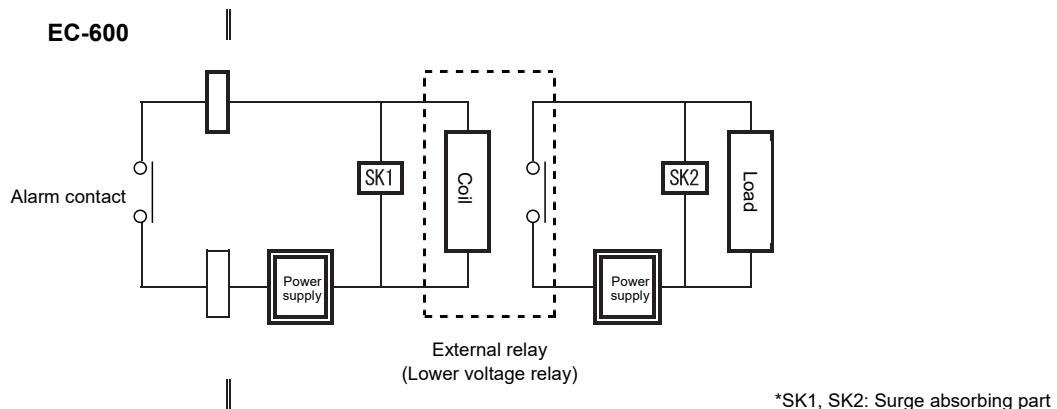 EC-600
Alarm contact
SK1
Coil
SK2
Load
Power
supply
Power
supply
External relay
(Lower voltage relay)
*SK1, SK2: Surge absorbing part